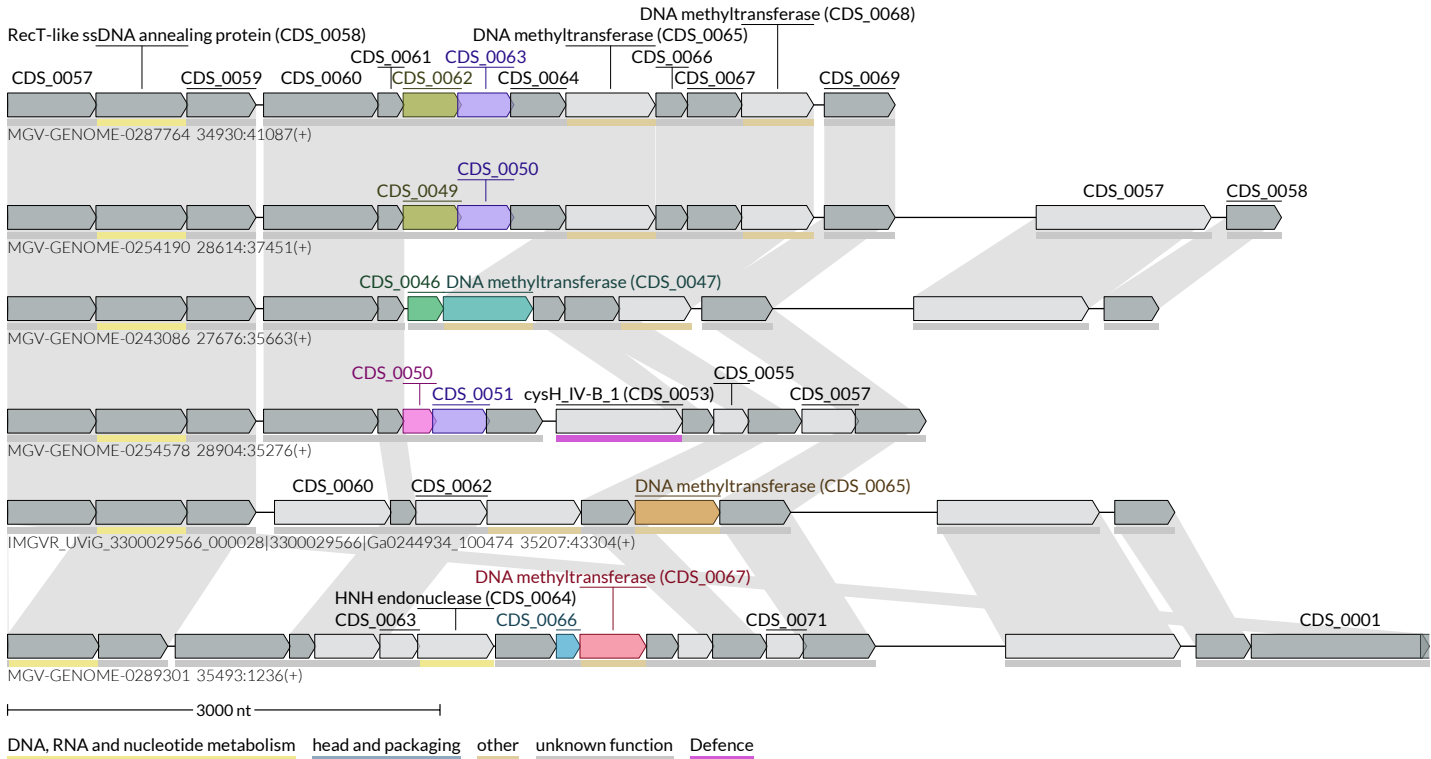 DNA methyltransferase (CDS_0068)
RecT-like ssDNA annealing protein (CDS_0058) DNA methyltransferase (CDS_0065)
CDS_0061 CDS_0063 CDS_0066
CDS_0057 CDS_0059 CDS_0060 CDS_0062 CDS_0064 CDS_0067 CDS_0069
MGV-GENOME-0287764 34930:41087(+)
CDS_0050
CDS_0049 CDS_0057 CDS_0058
MGV-GENOME-0254190 28614:37451(+)
CDS_0046 DNA methyltransferase (CDS_0047)
MGV-GENOME-0243086 27676:35663(+)
CDS_0050 CDS_0055
CDS_0051 cysH_IV-B_1 (CDS_0053) CDS_0057
MGV-GENOME-0254578 28904:35276(+)
CDS_0060 CDS_0062 DNA methyltransferase (CDS_0065)
IMGVR_UViG_3300029566_000028|3300029566|Ga0244934_100474 35207:43304(+)
DNA methyltransferase (CDS_0067)
HNH endonuclease (CDS_0064)
CDS_0063 CDS_0066 CDS_0071 CDS_0001
MGV-GENOME-0289301 35493:1236(+)
3000 nt
DNA, RNA and nucleotide metabolism head and packaging other unknown function Defence